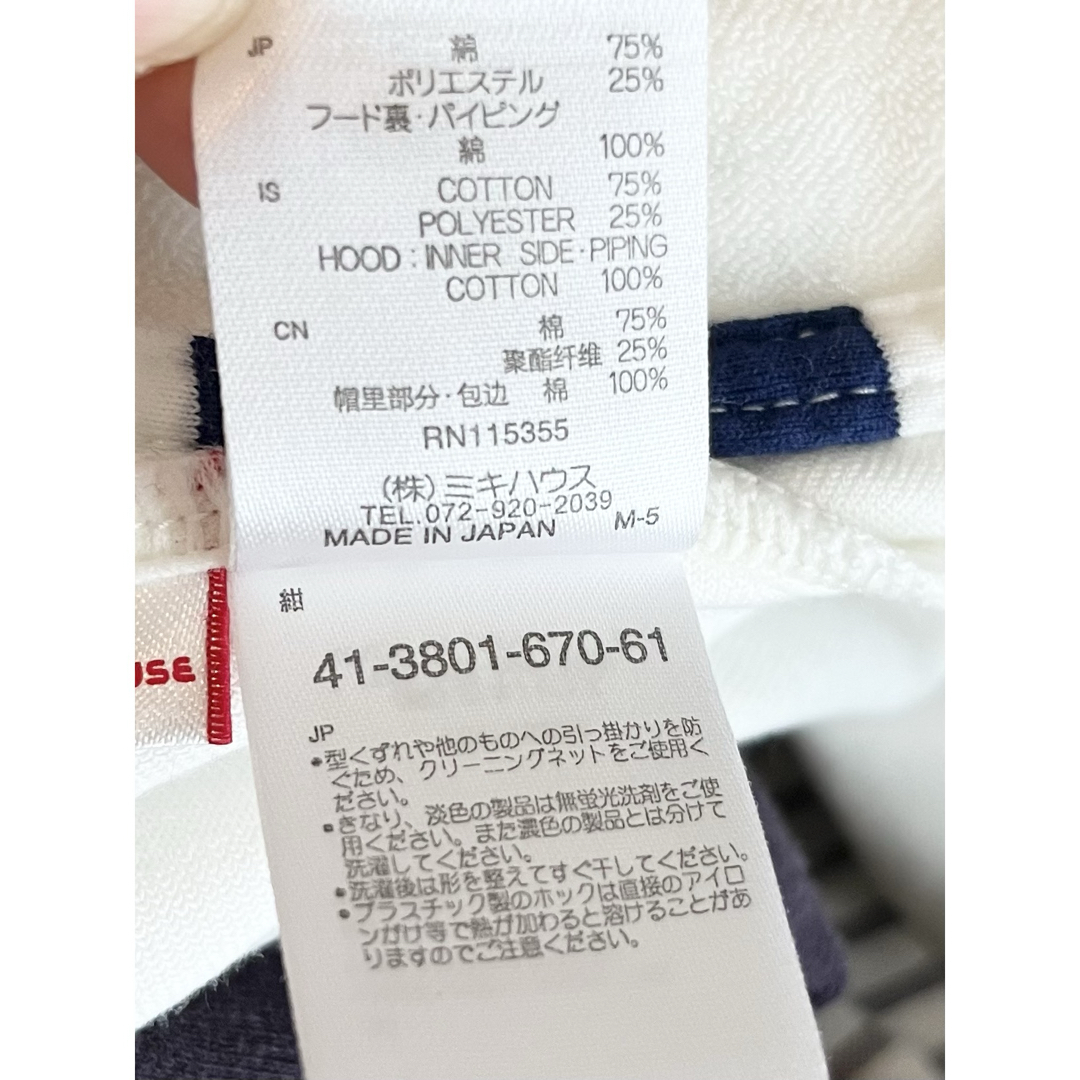 JP 綿 75%
ポリエステル 25%
フード裏・パイピング
綿 100%
IS COTTON 75%
POLYESTER 25%
HOOD : INNER SIDE・PIPING
COTTON 100%
CN 棉 75%
聚酯纤维 25%
帽里部分・包边 棉 100%
RN115355
(株)ミキハウス
TEL.072-920-2039
MADE IN JAPAN M-5
紺
41-3801-670-61
USE
JP
•型くずれや他のものへの引っ掛かりを防
ぐため、クリーニングネットをご使用く
ださい。
•きなり、淡色の製品は無蛍光洗剤をご使
用ください。また濃色の製品とは分けて
洗濯してください。
•洗濯後は形を整えてすぐ干してください。
•プラスチック製のホックは直接のアイロ
ンがけ等で熱が加わると溶けることがあ
りますのでご注意ください。